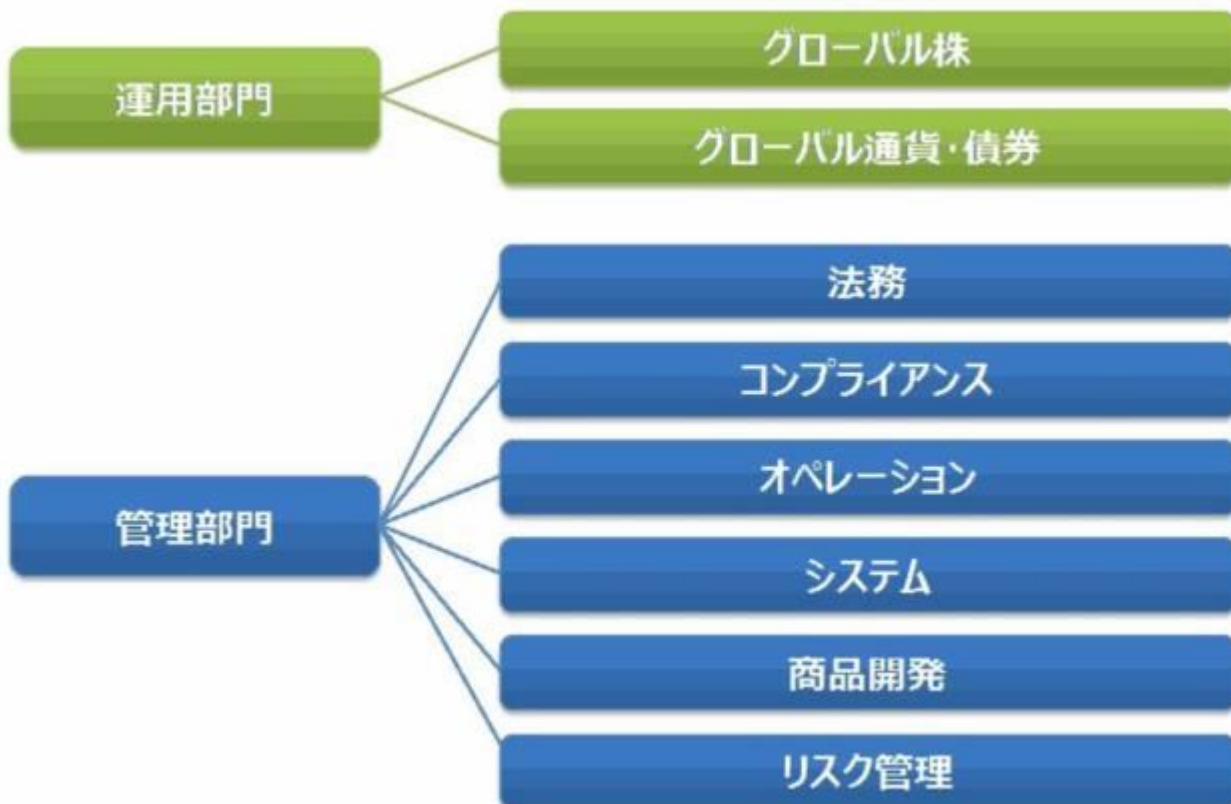 運用部門
グローバル株
グローバル通貨・債券
管理部門
法務
コンプライアンス
オペレーション
システム
商品開発
リスク管理